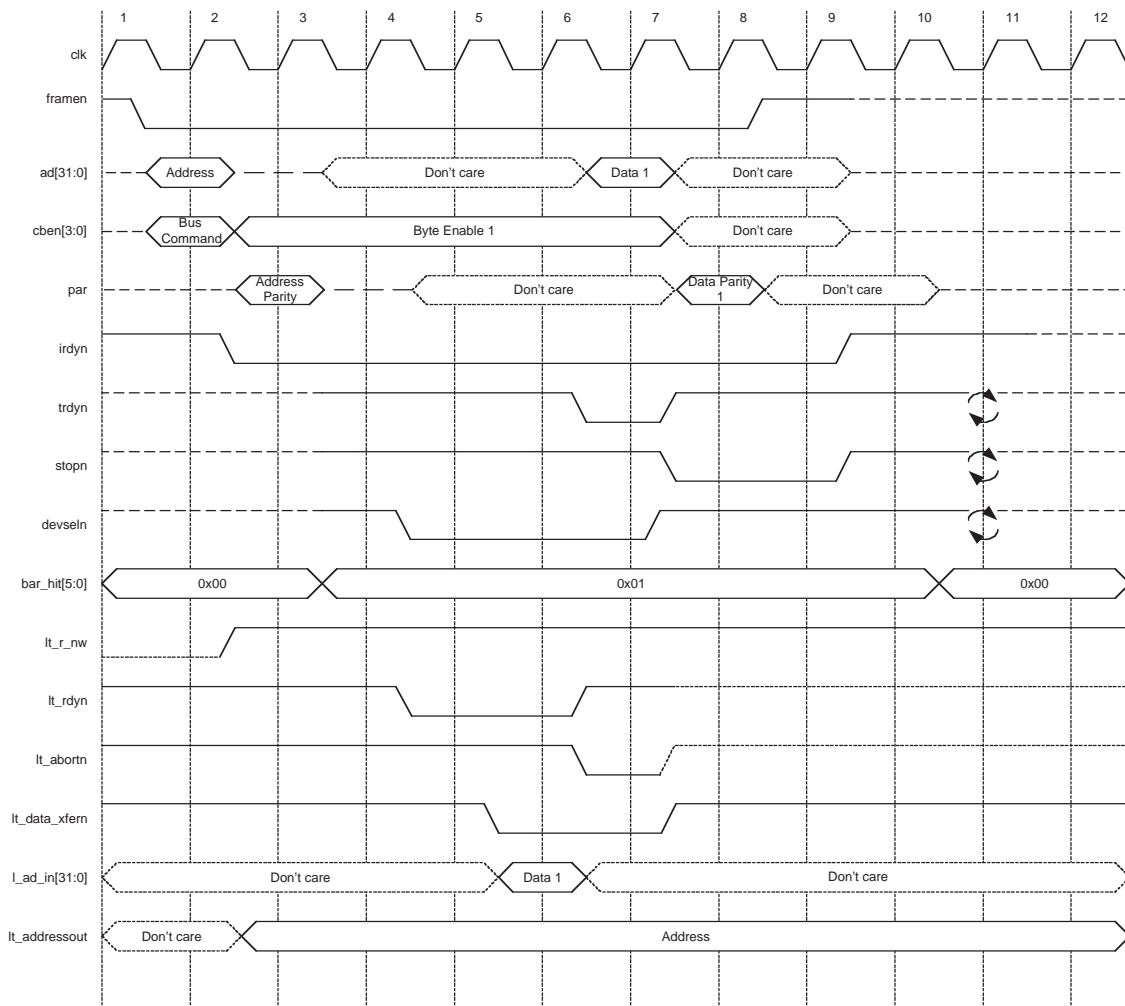 1 2 3 4 5 6 7 8 9 10 11 12
clk
framen
ad[31:0] Address Don't care Data 1 Don't care
cben[3:0] Bus Command Byte Enable 1 Don't care
par Address Parity Don't care Data Parity 1 Don't care
irdyn
trdyn
stopn
devseln
bar_hit[5:0] 0x00 0x01 0x00
lt_r_nw
lt_rdyn
lt_abortn
lt_data_xfern
l_ad_in[31:0] Don't care Data 1 Don't care
lt_addressout Don't care Address